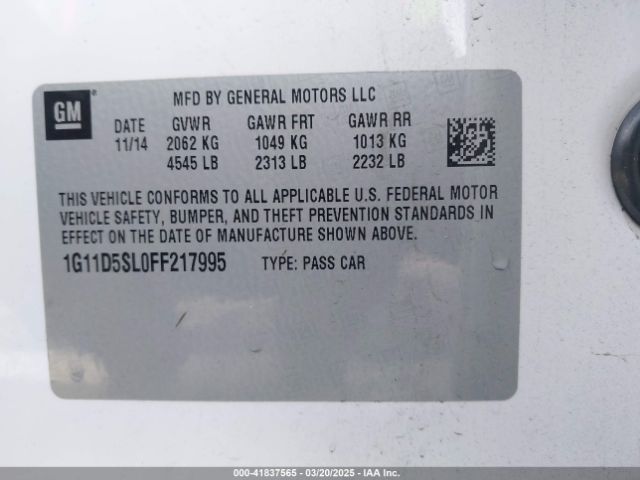 GM
MFD BY GENERAL MOTORS LLC
DATE GVWR GAWR FRT GAWR RR
11/14 2062 KG 1049 KG 1013 KG
4545 LB 2313 LB 2232 LB
THIS VEHICLE CONFORMS TO ALL APPLICABLE U.S. FEDERAL MOTOR
VEHICLE SAFETY, BUMPER, AND THEFT PREVENTION STANDARDS IN
EFFECT ON THE DATE OF MANUFACTURE SHOWN ABOVE.
1G11D5SL0FF217995 TYPE: PASS CAR
000-41837565 - 03/20/2025 - IAA Inc.